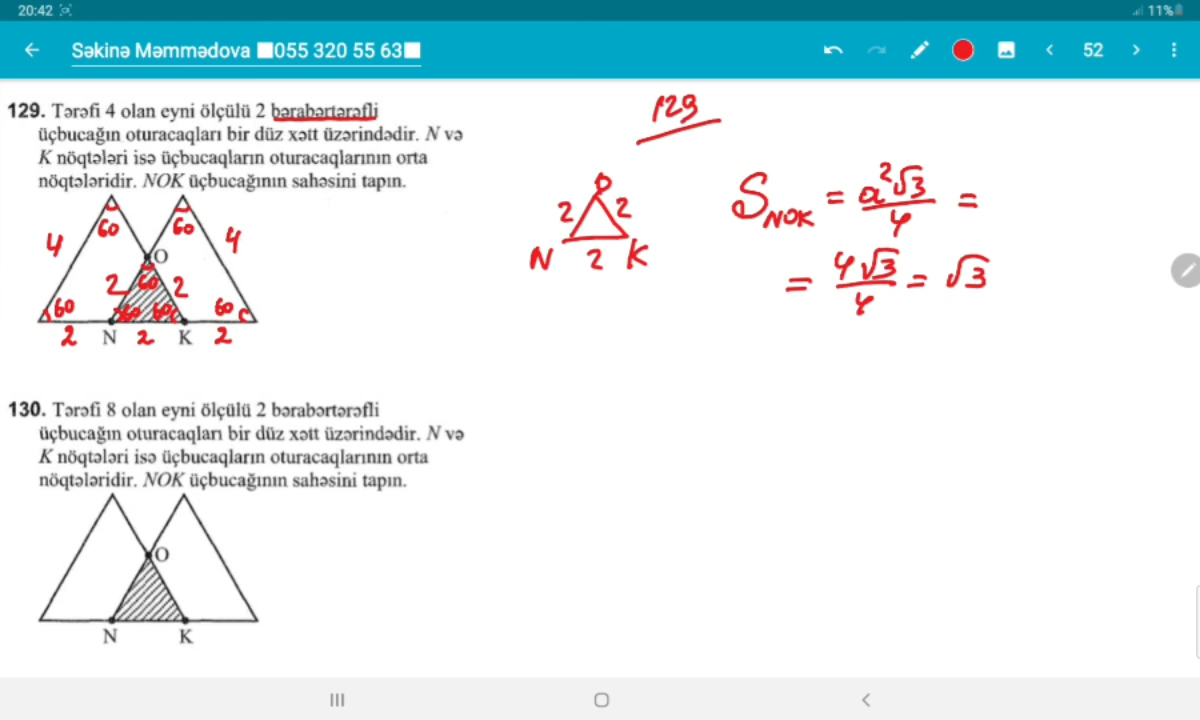 20:42 11%
Səkinə Məmmədova 055 320 55 63 52
129. Tərəfi 4 olan eyni ölçülü 2 bərabərtərəfli
üçbucağın oturacaqları bir düz xətt üzərindədir. N və
K nöqtələri isə üçbucaqların oturacaqlarının orta
nöqtələridir. NOK üçbucağının sahəsini tapın.
60 60
4 4
O
2 60 2
60 60 60 60
2 N 2 K 2
129
O
2 2
N 2 K
S_NOK = a²√3/4 =
= 4√3/4 = √3
130. Tərəfi 8 olan eyni ölçülü 2 bərabərtərəfli
üçbucağın oturacaqları bir düz xətt üzərindədir. N və
K nöqtələri isə üçbucaqların oturacaqlarının orta
nöqtələridir. NOK üçbucağının sahəsini tapın.
O
N K